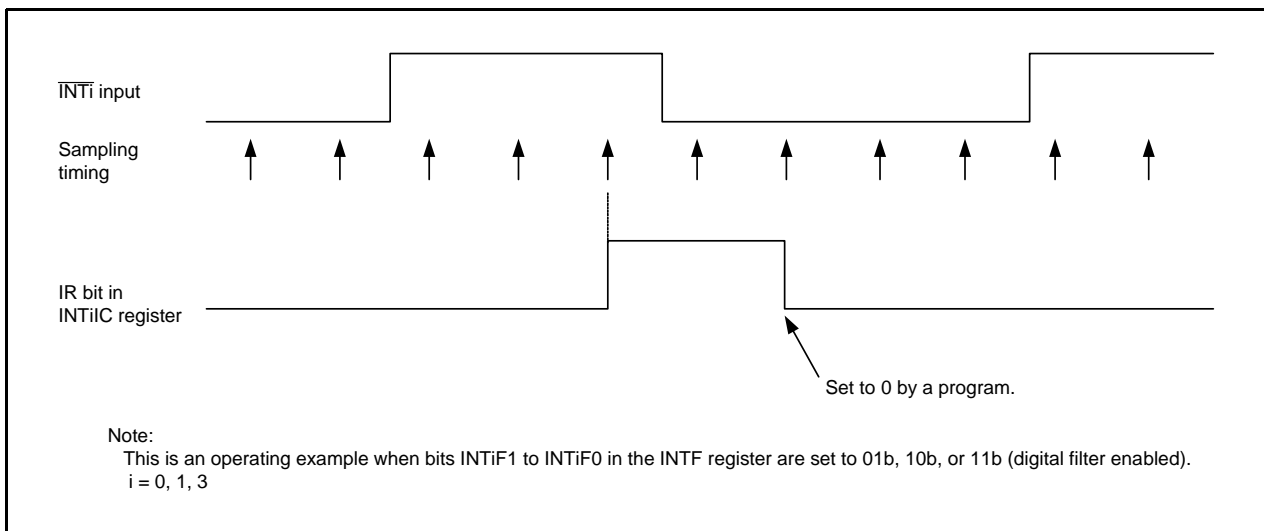 INTi input
Sampling
timing
IR bit in
INTiIC register
Set to 0 by a program.
Note:
This is an operating example when bits INTiF1 to INTiF0 in the INTF register are set to 01b, 10b, or 11b (digital filter enabled).
i = 0, 1, 3